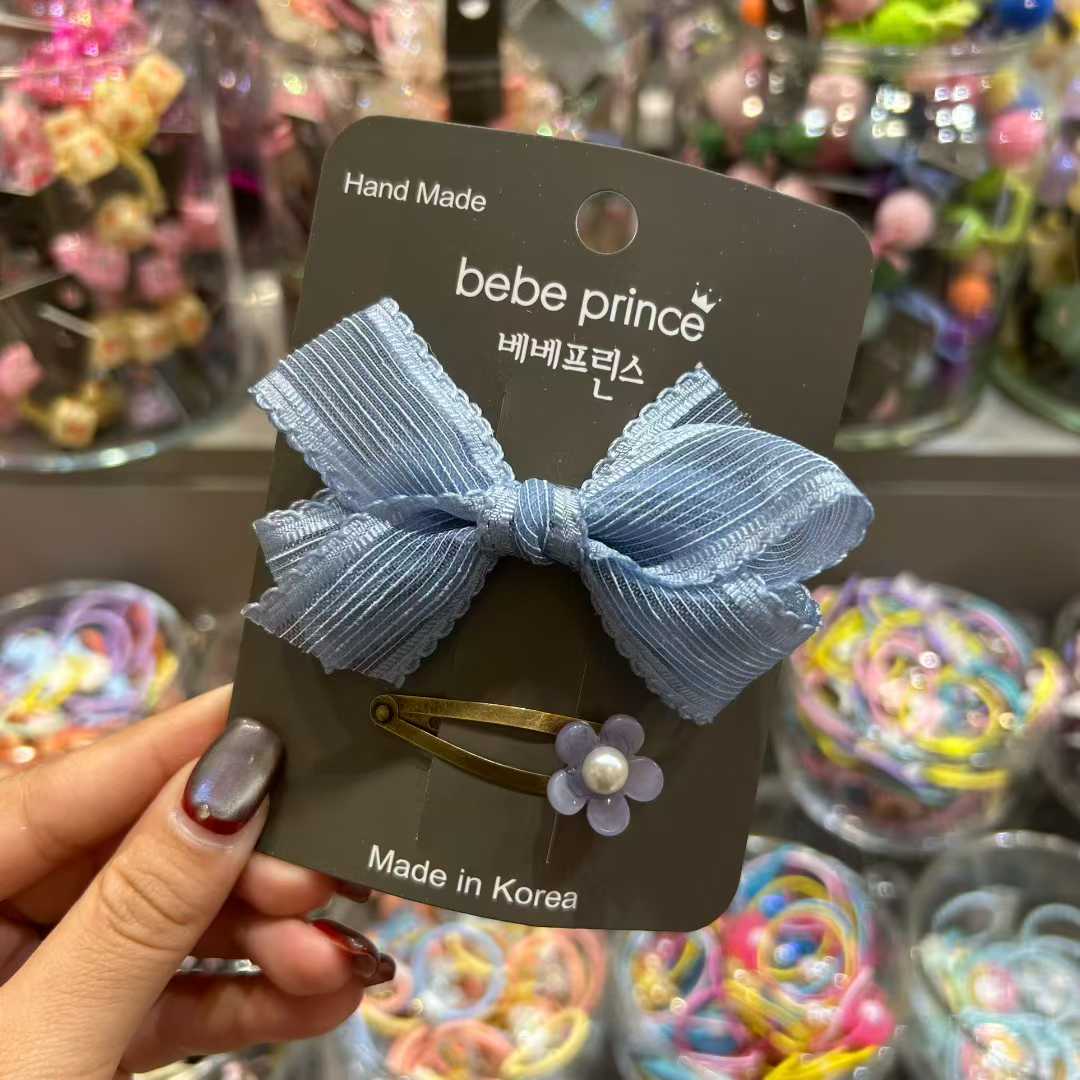 Hand Made
bebe prince
베베프린스
Made in Korea